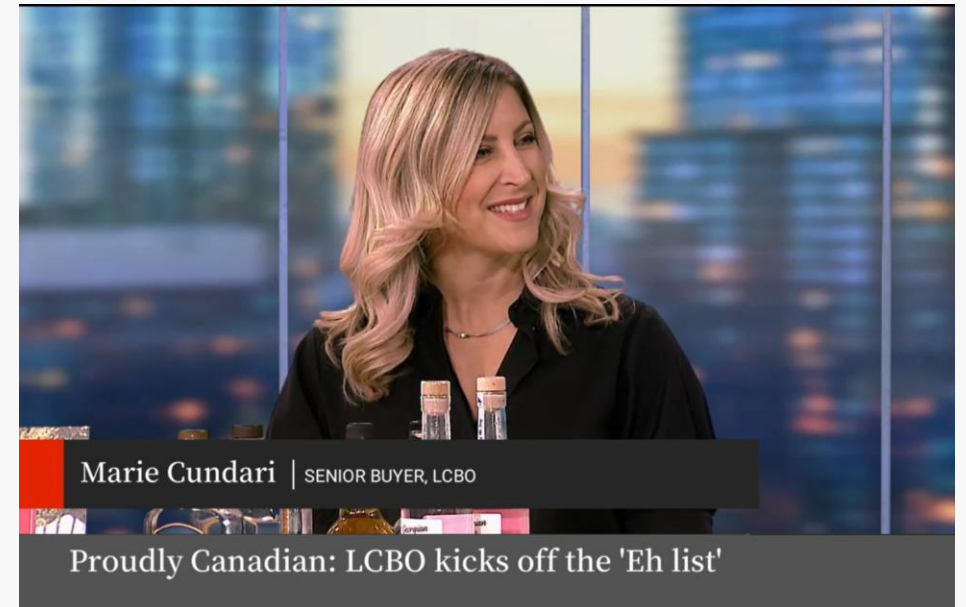 Marie Cundari | SENIOR BUYER, LCBO
Proudly Canadian: LCBO kicks off the 'Eh list'